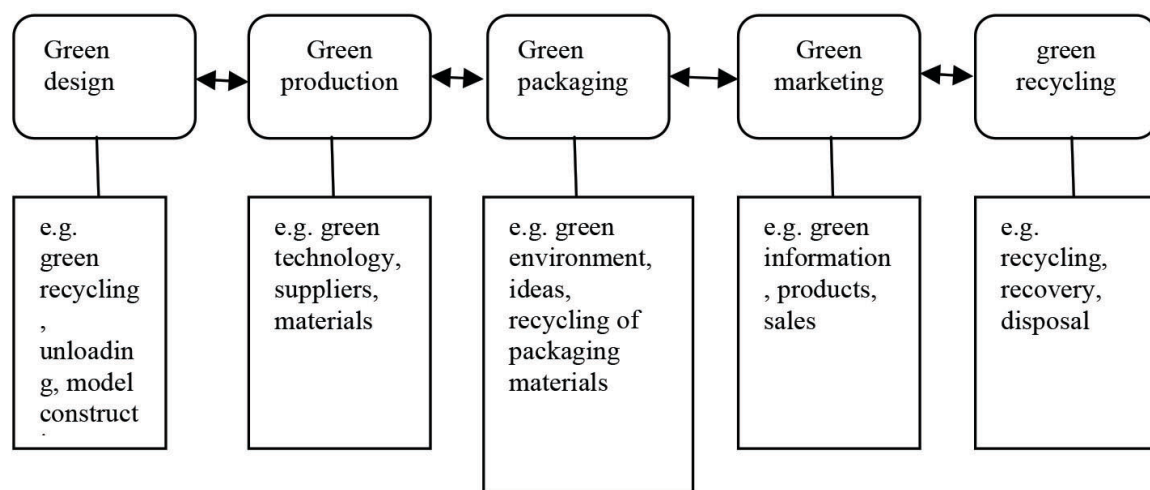 Green
design
Green
production
Green
packaging
Green
marketing
green
recycling
e.g.
green
recycling
,
unloadin
g, model
construct
e.g. green
technology,
suppliers,
materials
e.g. green
environment,
ideas,
recycling of
packaging
materials
e.g. green
information
, products,
sales
e.g.
recycling,
recovery,
disposal